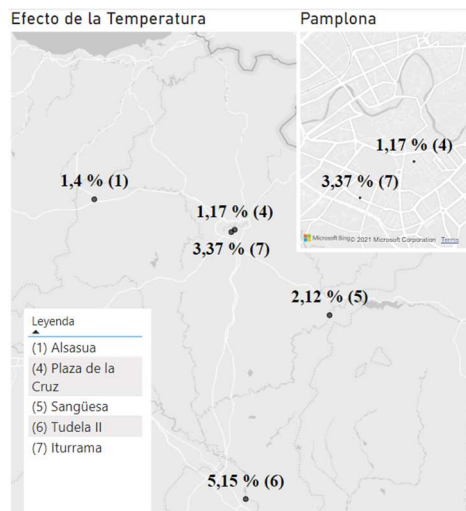 Efecto de la Temperatura
Pamplona
1,4 % (1)
1,17 % (4)
3,37 % (7)
2,12 % (5)
5,15 % (6)
1,17 % (4)
3,37 % (7)
Microsoft Bing
© 2021 Microsoft Corporation Terms
Leyenda
(1) Alsasua
(4) Plaza de la
Cruz
(5) Sangüesa
(6) Tudela II
(7) Iturrama